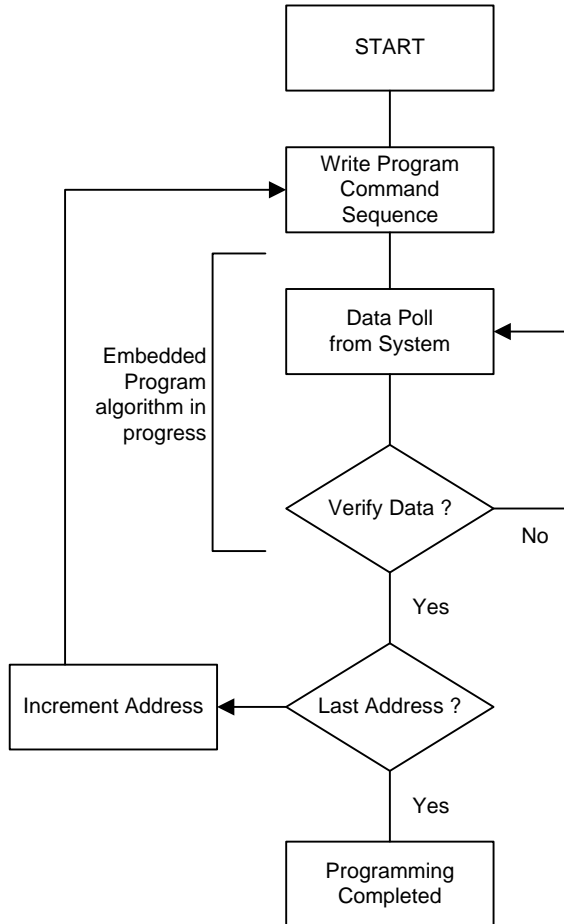 START
Write Program
Command
Sequence
Data Poll
from System
Embedded
Program
algorithm in
progress
Verify Data ?
No
Yes
Increment Address
Last Address ?
Yes
Programming
Completed